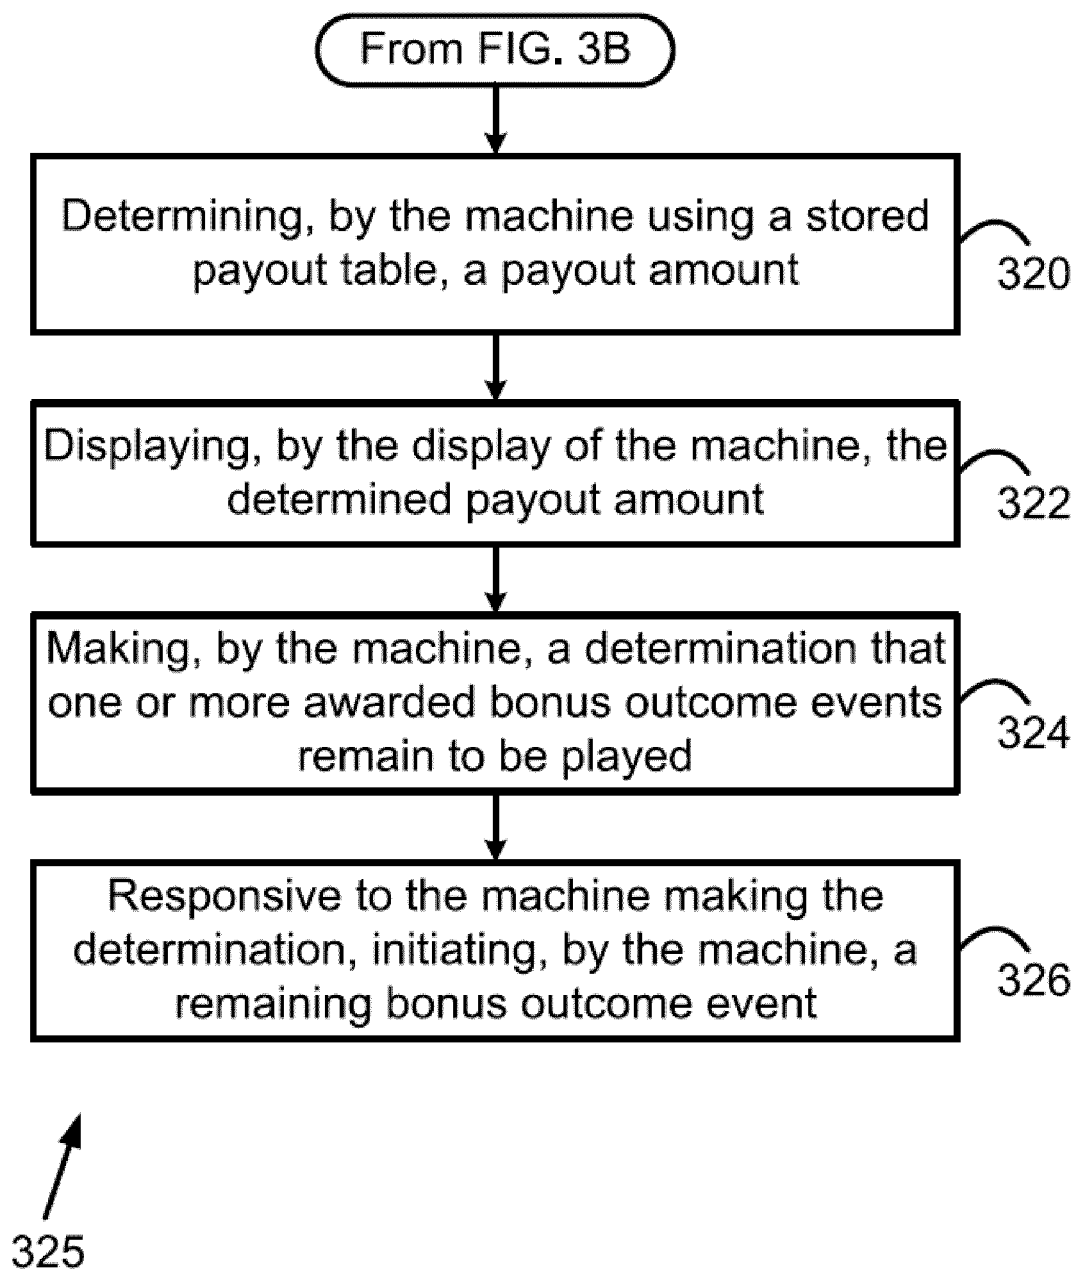 From FIG. 3B
Determining, by the machine using a stored
payout table, a payout amount
320
Displaying, by the display of the machine, the
determined payout amount
322
Making, by the machine, a determination that
one or more awarded bonus outcome events
remain to be played
324
Responsive to the machine making the
determination, initiating, by the machine, a
remaining bonus outcome event
326
325